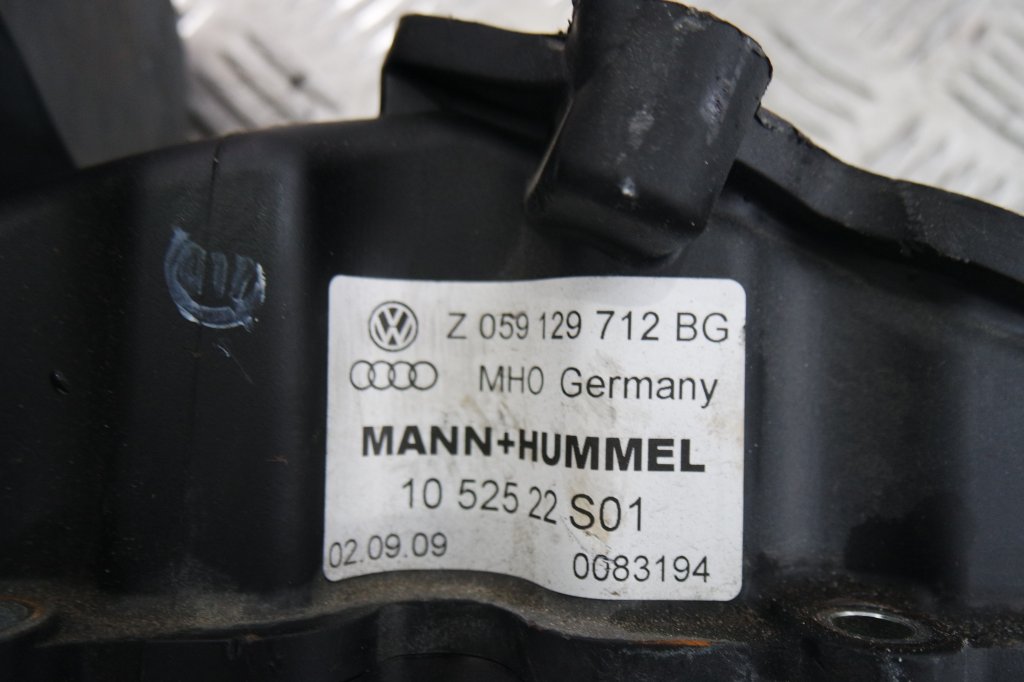 Z 059 129 712 BG
MH0 Germany
MANN+HUMMEL
10 525 22 S01
02.09.09
0083194